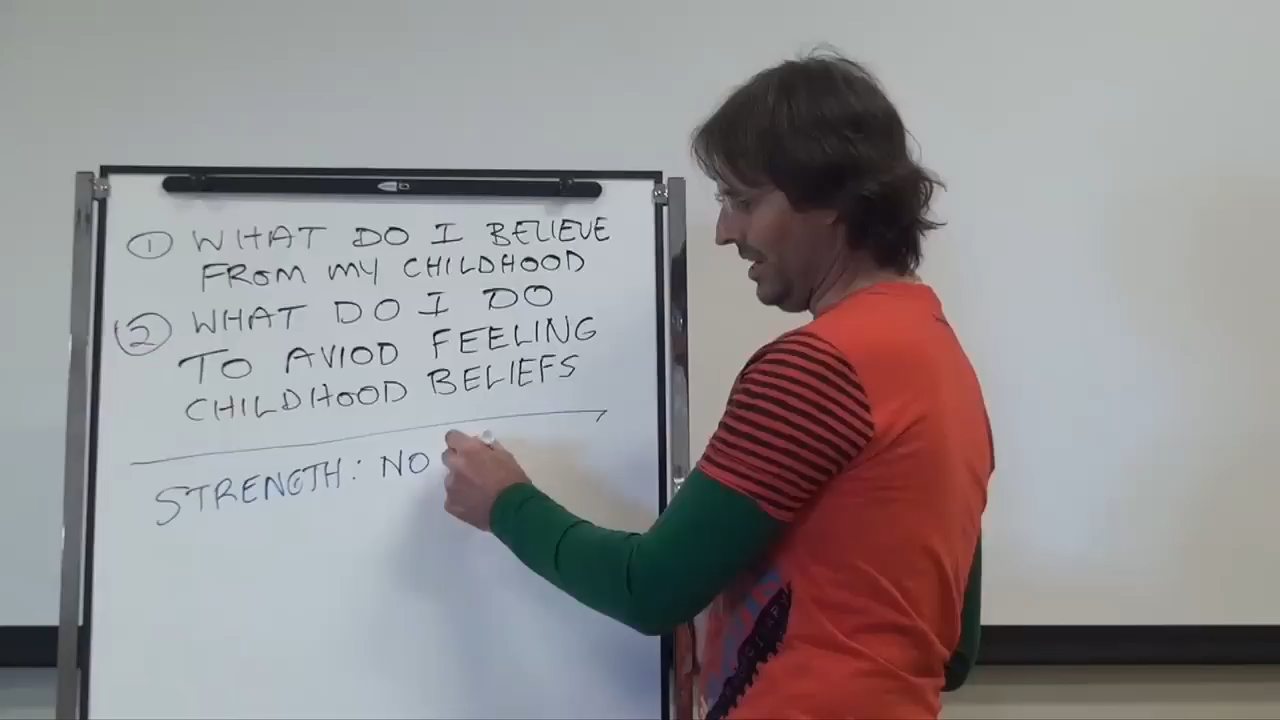 ① WHAT DO I BELIEVE
FROM MY CHILDHOOD
② WHAT DO I DO
TO AVIOD FEELING
CHILDHOOD BELIEFS
STRENGTH: NO